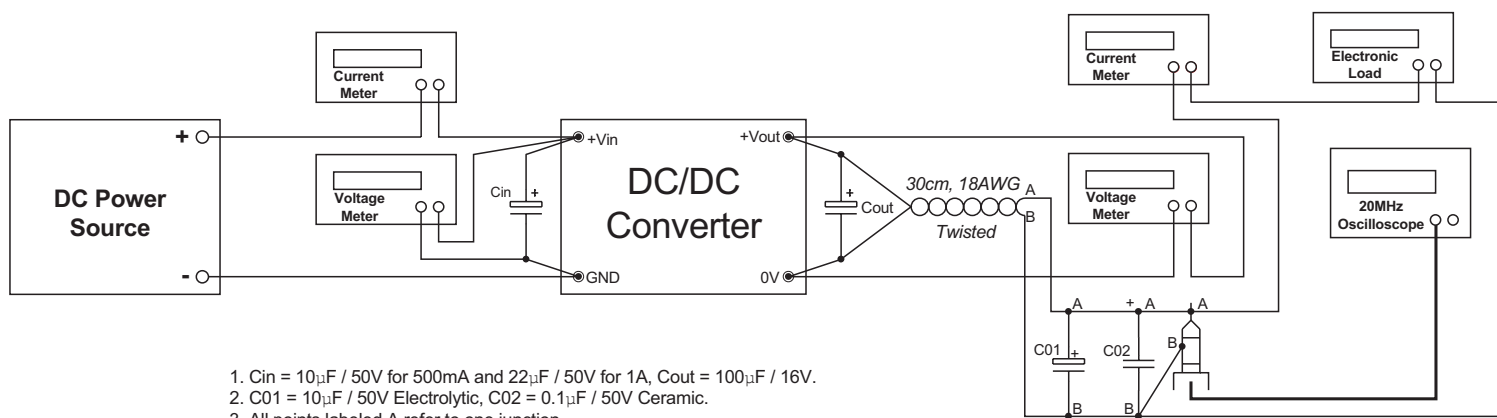 Current
Meter
Current
Meter
Electronic
Load
+
DC Power
Source
-
Voltage
Meter
+Vin
Cin
+
GND
DC/DC
Converter
+Vout
0V
+
Cout
30cm, 18AWG
A
B
Twisted
Voltage
Meter
20MHz
Oscilloscope
A
+ A
A
C01
+
C02
B
B
B
1. Cin = 10μF / 50V for 500mA and 22μF / 50V for 1A, Cout = 100μF / 16V.
2. C01 = 10μF / 50V Electrolytic, C02 = 0.1μF / 50V Ceramic.
3. All points labeled A refer to one junction